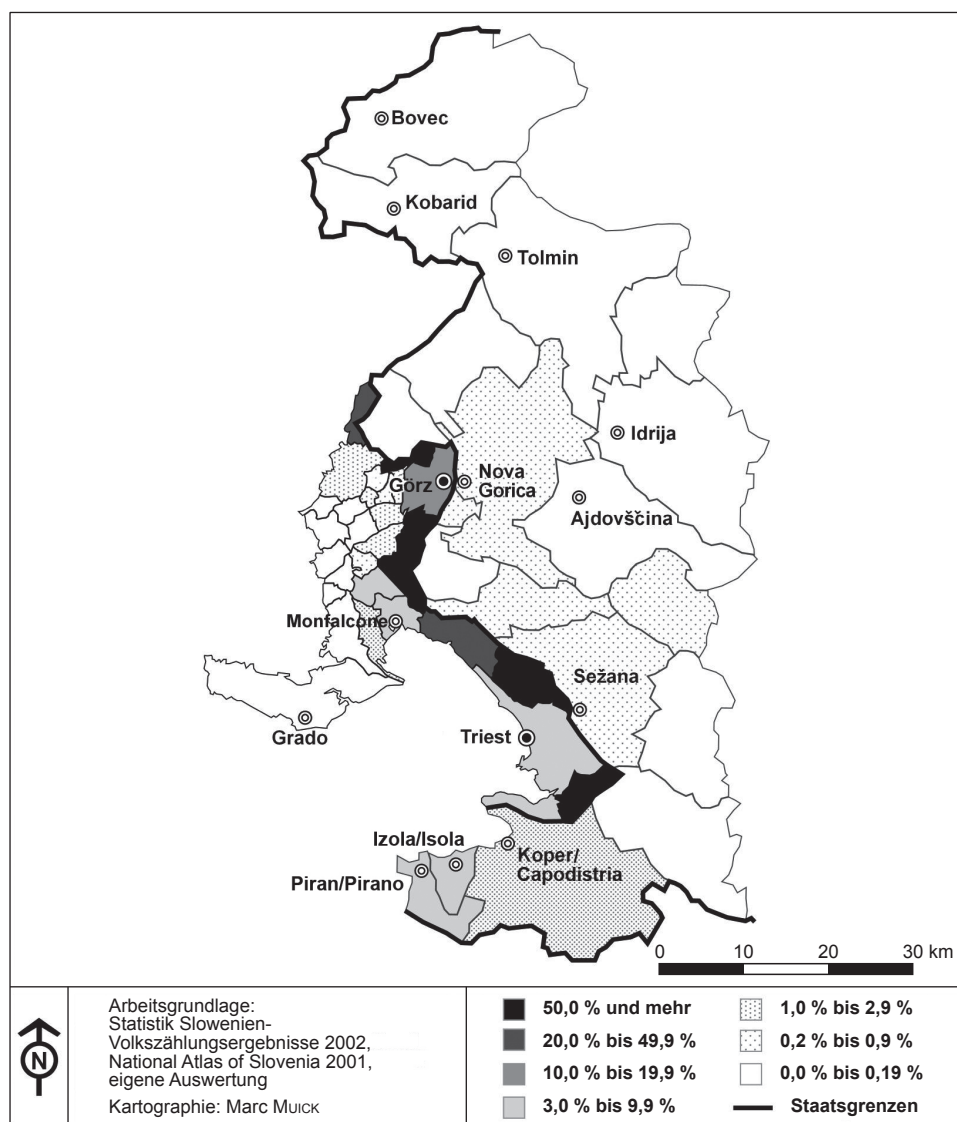 Bovec
Kobarid
Tolmin
Idrija
Görz
Nova
Gorica
Ajdovščina
Monfalcone
Sežana
Grado
Triest
Izola/Isola
Koper/
Capodistria
Piran/Pirano
0 10 20 30 km
N
Arbeitsgrundlage:
Statistik Slowenien-
Volkszählungsergebnisse 2002,
National Atlas of Slovenia 2001,
eigene Auswertung
Kartographie: Marc MUICK
50,0 % und mehr
20,0 % bis 49,9 %
10,0 % bis 19,9 %
3,0 % bis 9,9 %
1,0 % bis 2,9 %
0,2 % bis 0,9 %
0,0 % bis 0,19 %
Staatsgrenzen